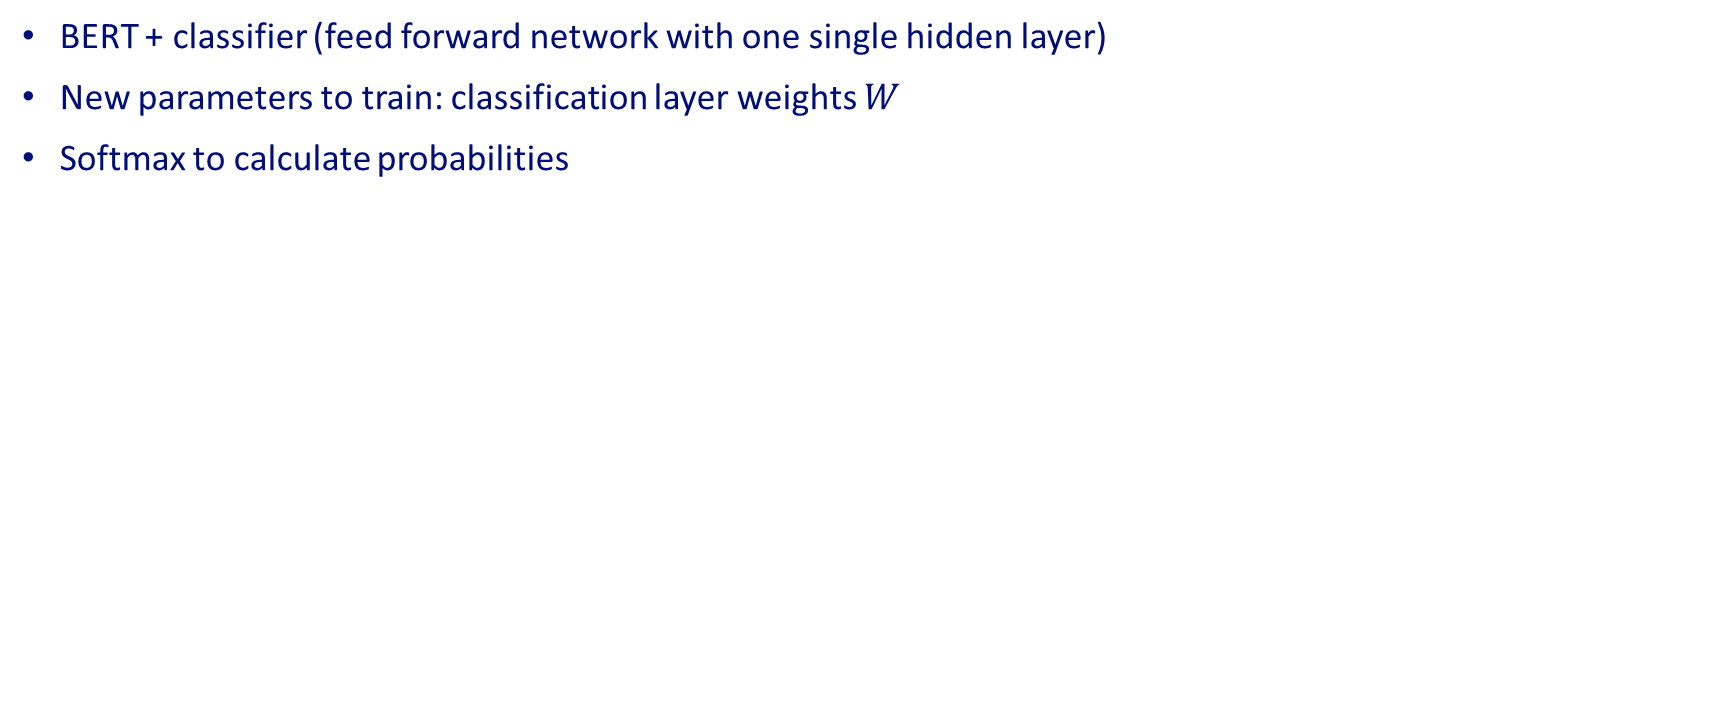 • BERT + classifier (feed forward network with one single hidden layer)
• New parameters to train: classification layer weights W
• Softmax to calculate probabilities